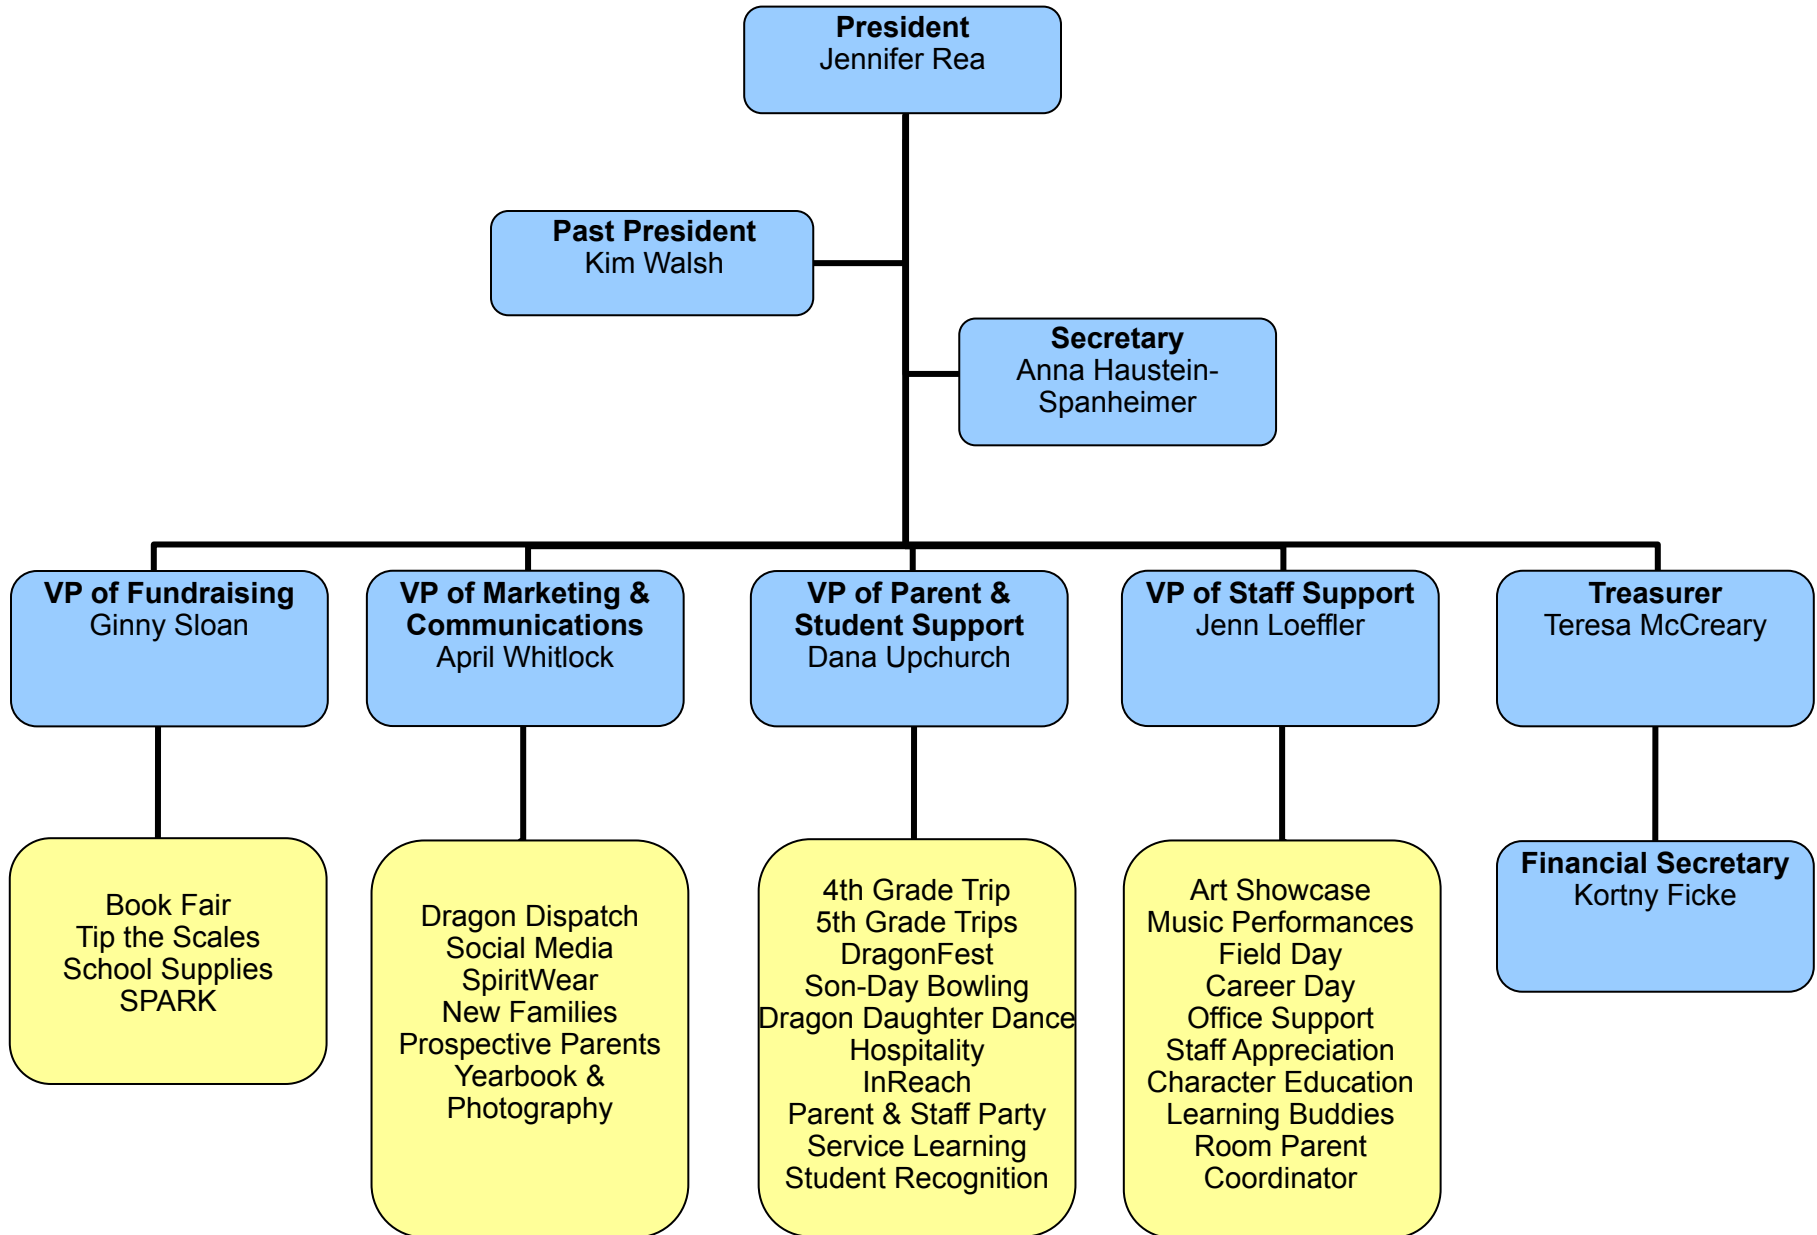 President
Jennifer Rea
Past President
Kim Walsh
Secretary
Anna Haustein-
Spanheimer
VP of Fundraising
Ginny Sloan
VP of Marketing &
Communications
April Whitlock
VP of Parent &
Student Support
Dana Upchurch
VP of Staff Support
Jenn Loeffler
Treasurer
Teresa McCreary
Book Fair
Tip the Scales
School Supplies
SPARK
Dragon Dispatch
Social Media
SpiritWear
New Families
Prospective Parents
Yearbook &
Photography
4th Grade Trip
5th Grade Trips
DragonFest
Son-Day Bowling
Dragon Daughter Dance
Hospitality
InReach
Parent & Staff Party
Service Learning
Student Recognition
Art Showcase
Music Performances
Field Day
Career Day
Office Support
Staff Appreciation
Character Education
Learning Buddies
Room Parent
Coordinator
Financial Secretary
Kortny Ficke